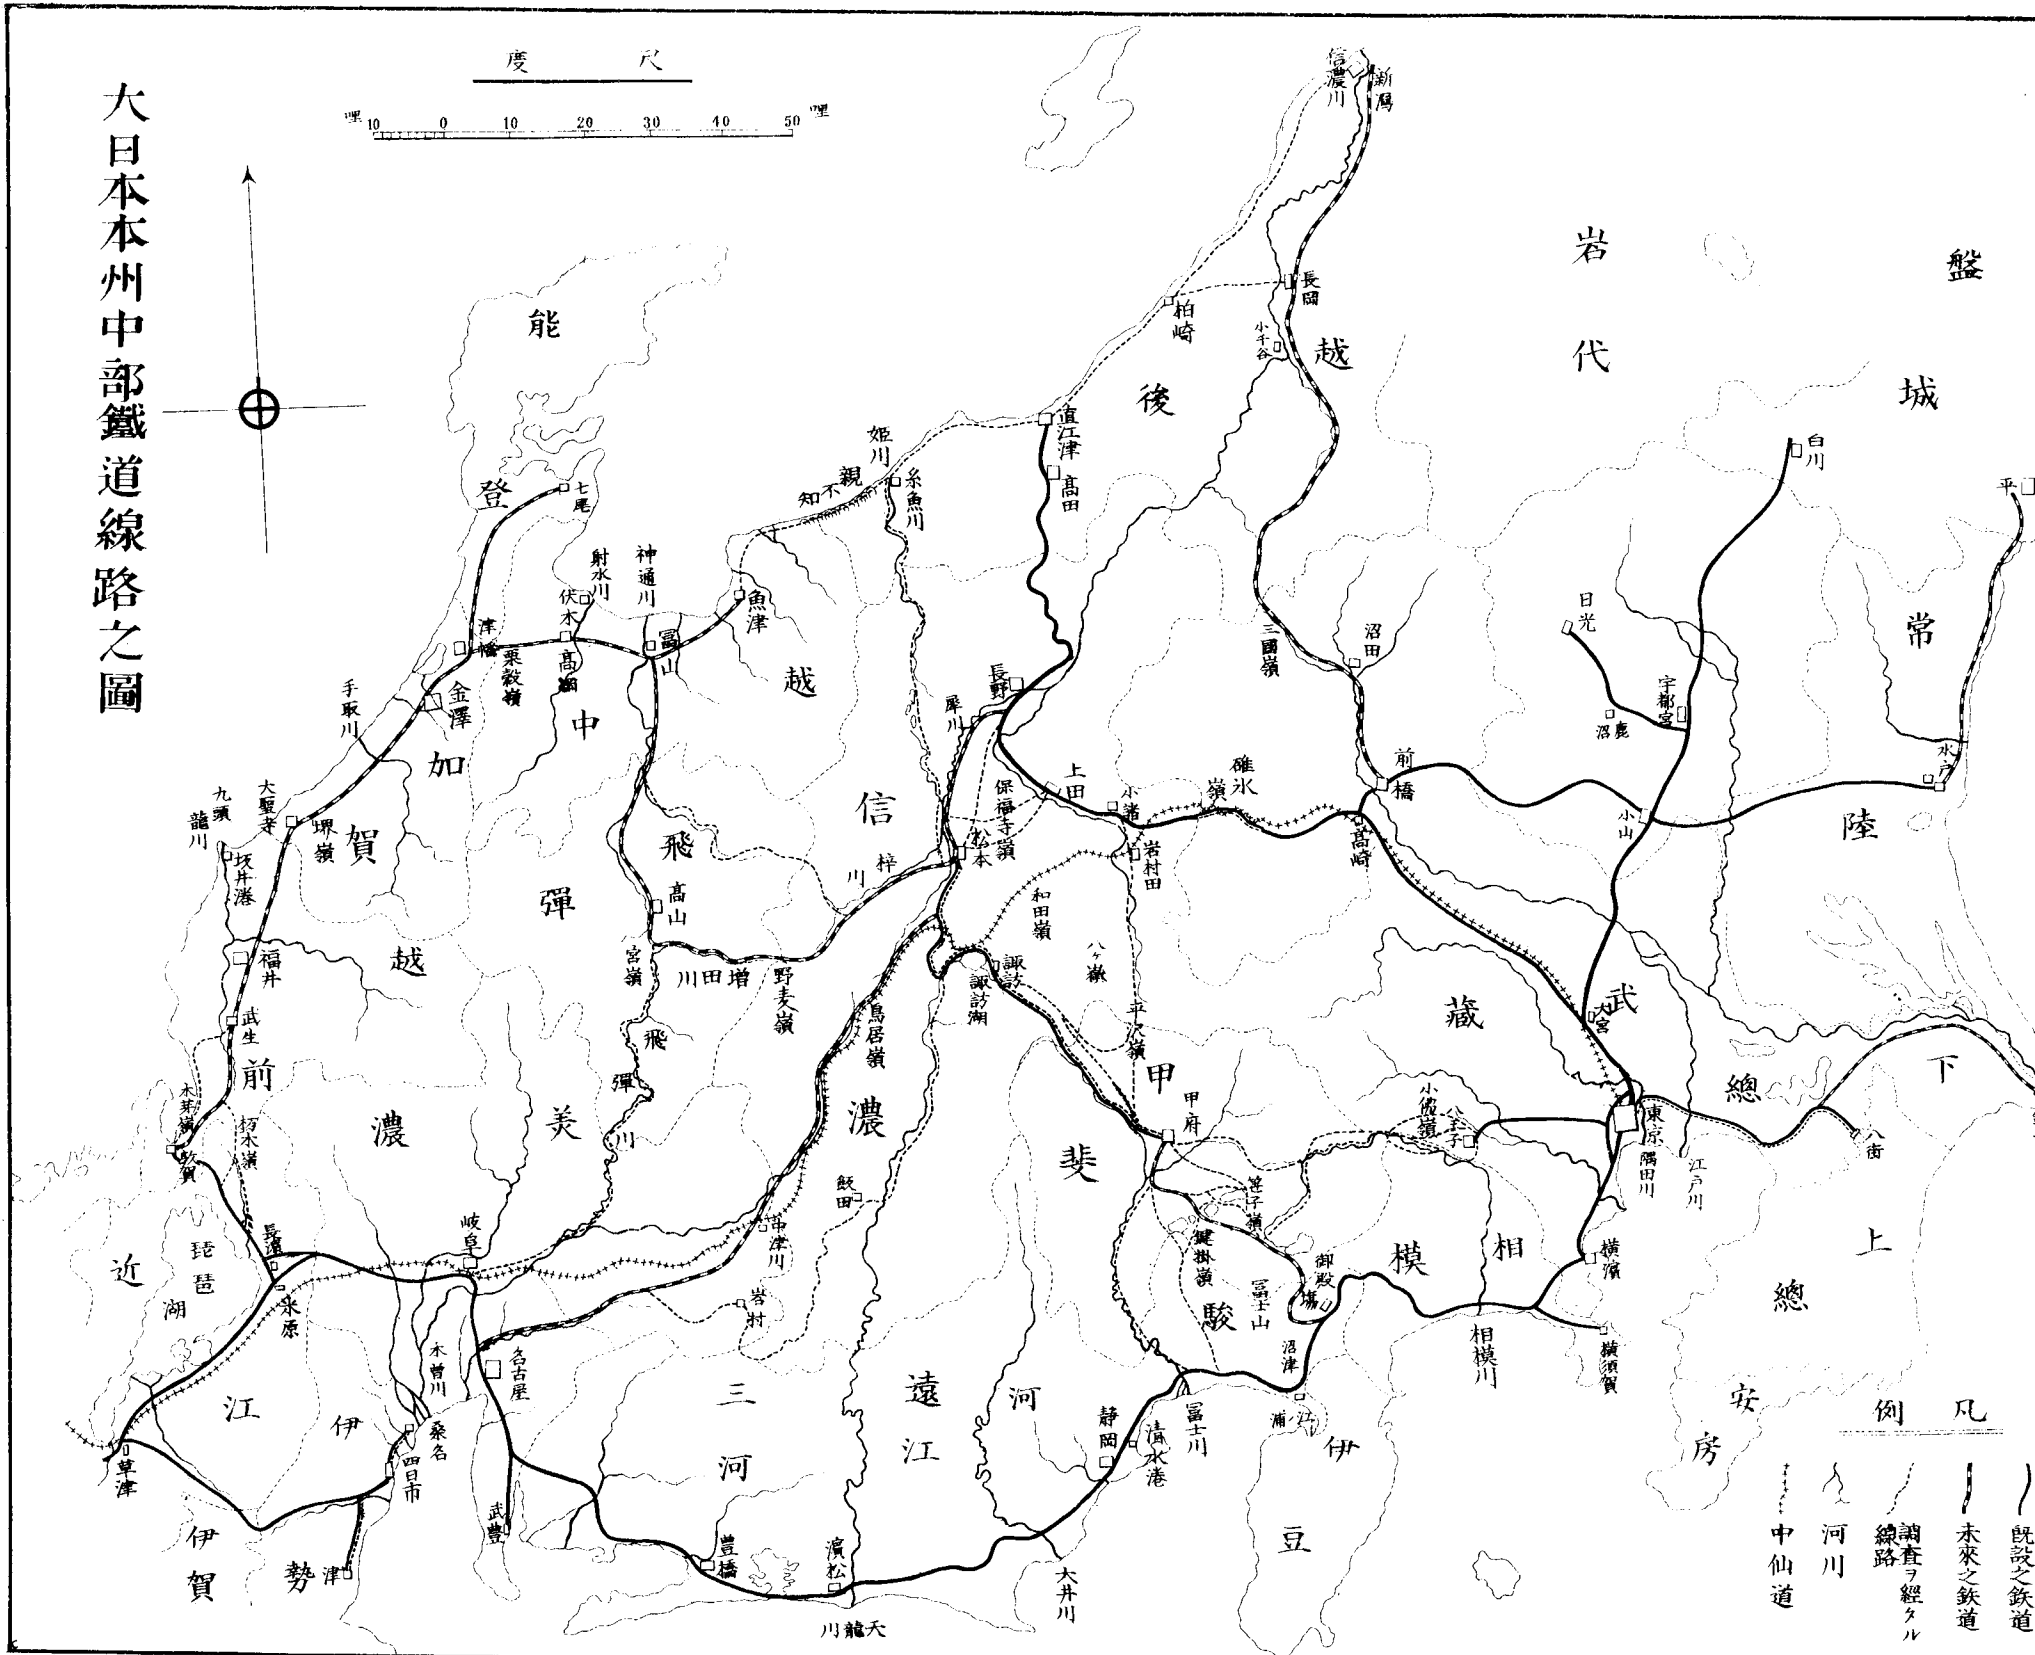 大日本本州中部鐵道線路之圖
尺度
哩 10 0 10 20 30 40 50 哩
信濃川
新潟
岩代
盤城
長岡
柏崎
小千谷
越後
直江津
高田
姫川
糸魚川
親不知
能登
七尾
射水川
神通川
伏木
魚津
冨山
津幡
栗殻嶺
高岡
金澤
手取川
越中
加賀
大聖寺
堺嶺
九頭龍川
坂井港
福井
武生
越前
木芽嶺
栃木嶺
敦賀
白川
平
常陸
日光
宇都宮
鹿沼
水戸
小山
沼田
三國嶺
前橋
高崎
碓氷嶺
小諸
岩村田
上田
保福寺嶺
長野
犀川
松本
信濃
梓川
和田嶺
八ヶ嶽
平沢嶺
諏訪
諏訪湖
鳥居嶺
野麦嶺
増田川
宮嶺
高山
飛彈
飛彈川
美濃
岐阜
中津川
岩村
飯田
甲斐
甲府
笹子嶺
鍵掛嶺
小佛嶺
八王子
武藏
大宮
東京
隅田川
江戸川
下總
八街
上總
安房
横濱
横須賀
相模
相模川
御殿塲
冨士山
沼津
江ノ浦
伊豆
駿河
冨士川
清水港
静岡
大井川
遠江
天龍川
濱松
豊橋
三河
武豊
名古屋
木曽川
桑名
四日市
津
伊勢
伊賀
草津
近江
琵琶湖
長濱
米原
凡例
既設之鉄道
未來之鉄道
調査ヲ經タル線路
河川
中仙道